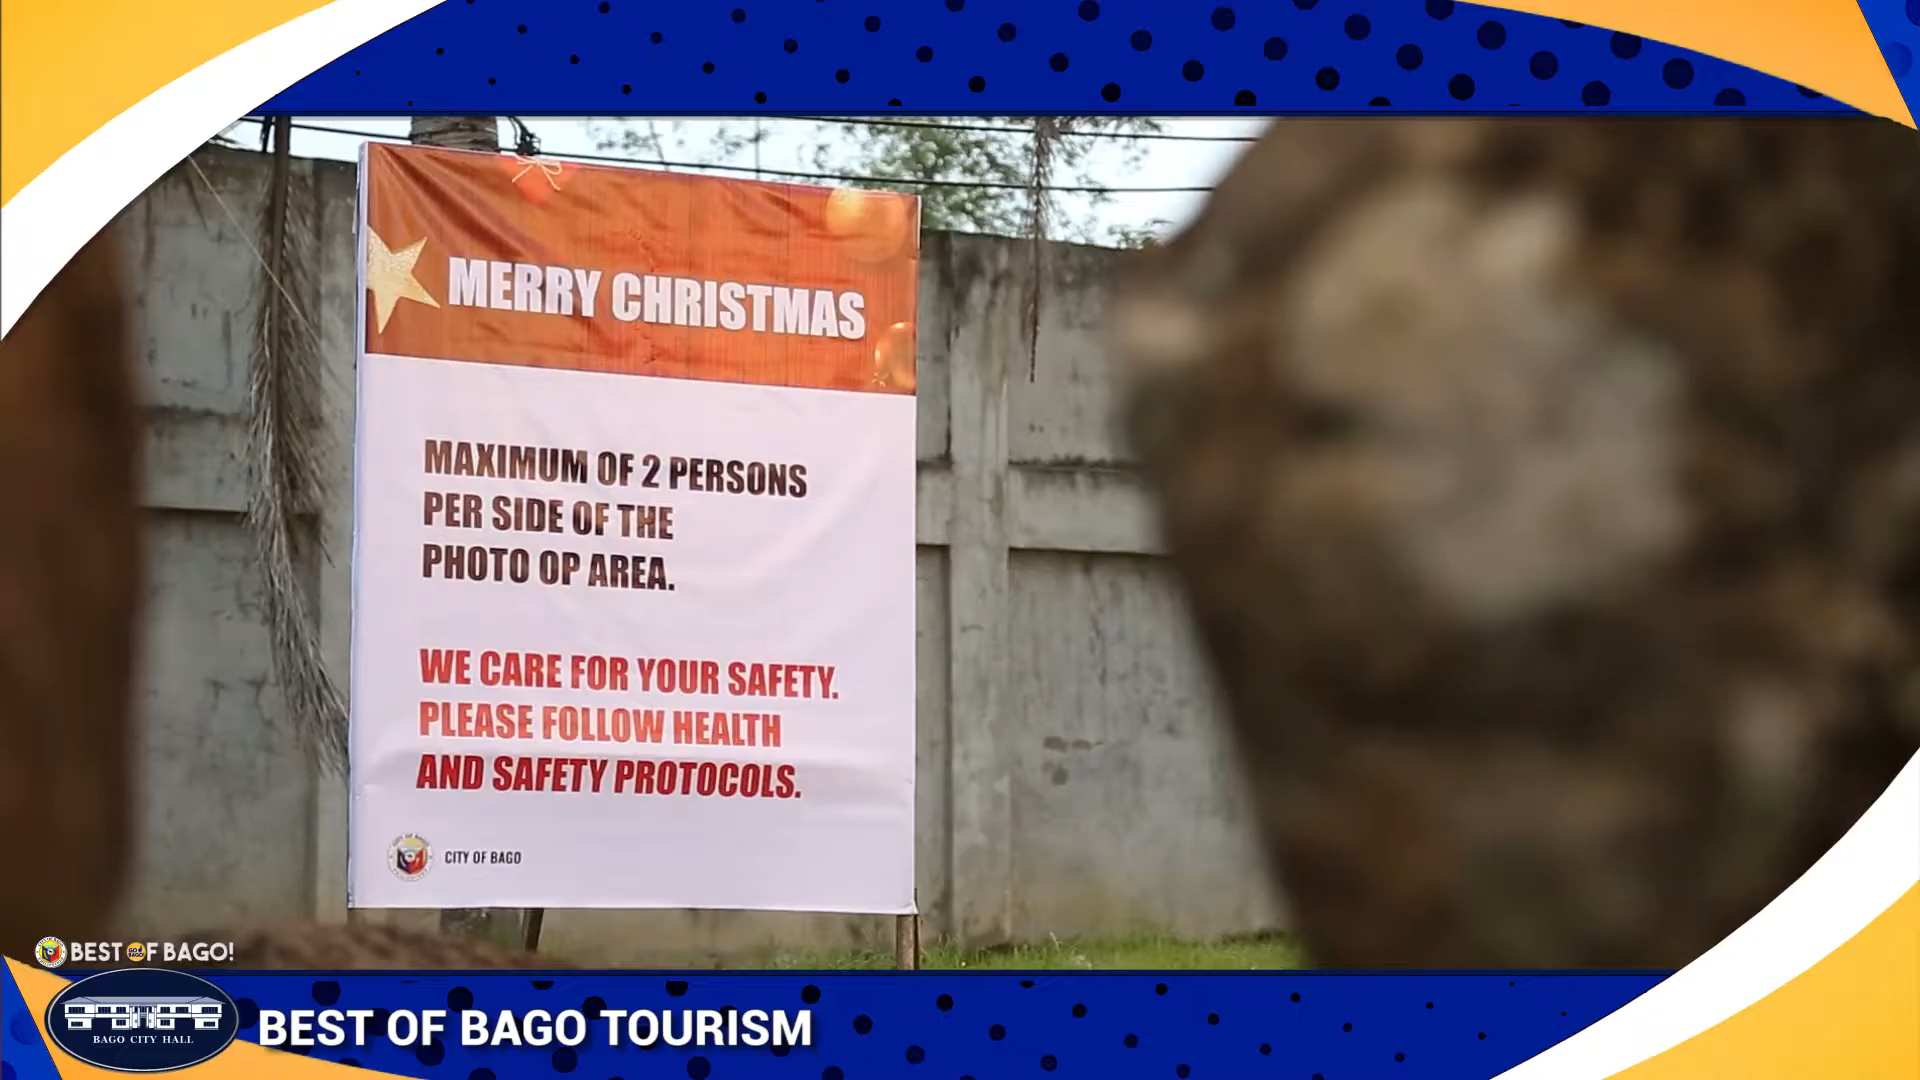 MERRY CHRISTMAS
MAXIMUM OF 2 PERSONS
PER SIDE OF THE
PHOTO OP AREA.
WE CARE FOR YOUR SAFETY.
PLEASE FOLLOW HEALTH
AND SAFETY PROTOCOLS.
CITY OF BAGO
BEST OF BAGO!
BAGO CITY HALL
BEST OF BAGO TOURISM